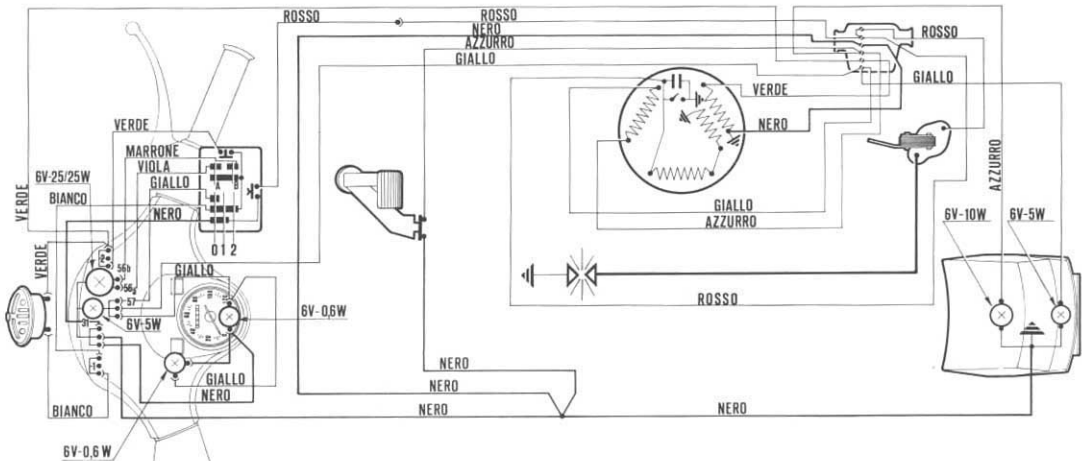 ROSSO
ROSSO
NERO
AZZURRO
GIALLO
ROSSO
GIALLO
VERDE
NERO
VERDE
MARRONE
VIOLA
6V-25/25W
GIALLO
BIANCO
NERO
VERDE
0 1 2
VERDE
56b
56a
57
GIALLO
31
6V-5W
6V-0,6W
GIALLO
NERO
BIANCO
6V-0,6W
GIALLO
AZZURRO
ROSSO
AZZURRO
6V-10W
6V-5W
NERO
NERO
NERO
NERO